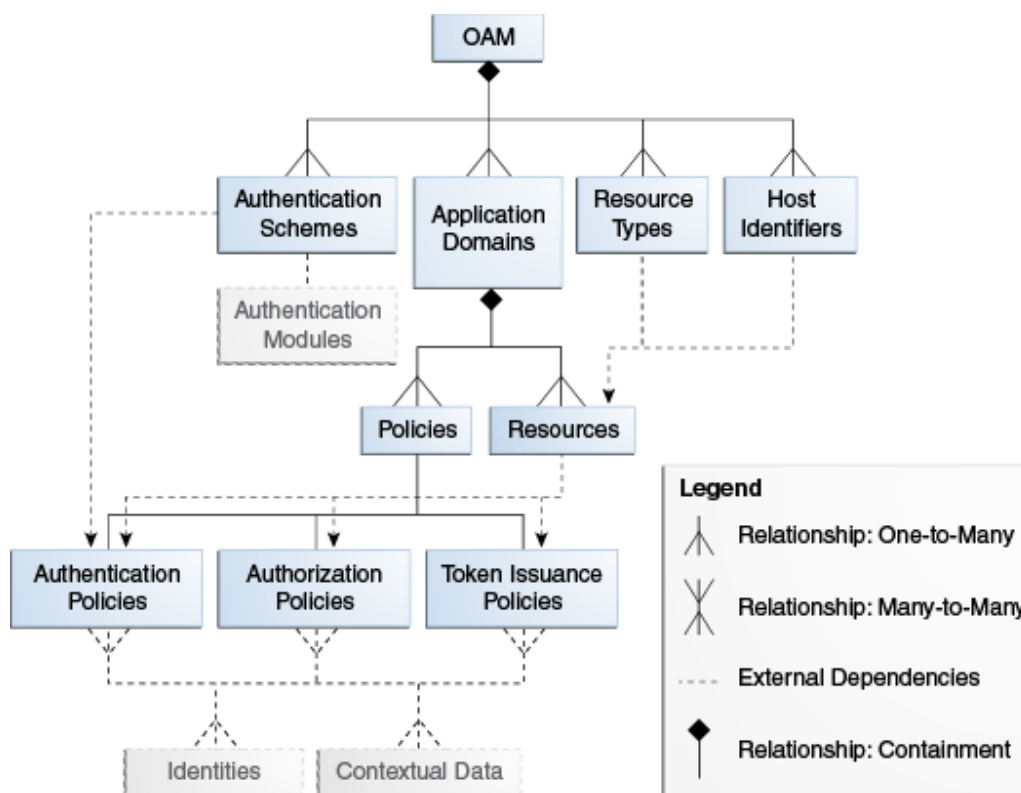 OAM
Authentication
Schemes
Application
Domains
Resource
Types
Host
Identifiers
Authentication
Modules
Policies
Resources
Authentication
Policies
Authorization
Policies
Token Issuance
Policies
Identities
Contextual Data
Legend
Relationship: One-to-Many
Relationship: Many-to-Many
External Dependencies
Relationship: Containment